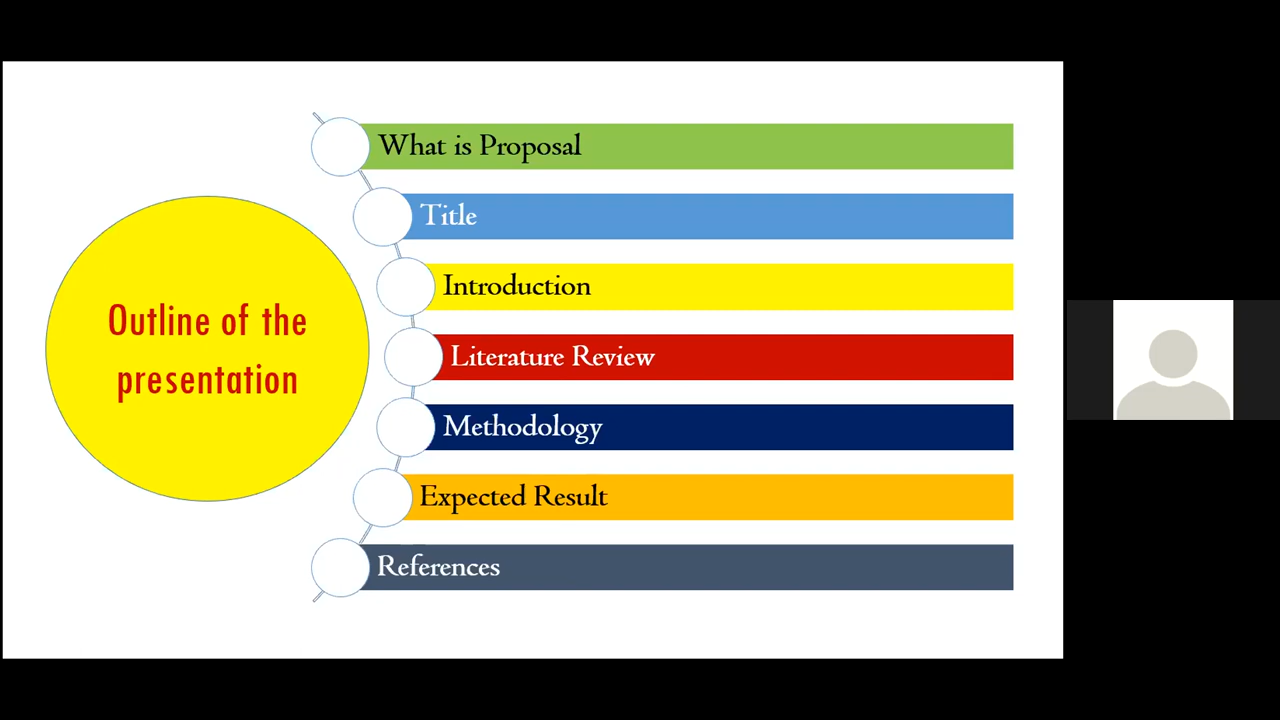 Outline of the
presentation
What is Proposal
Title
Introduction
Literature Review
Methodology
Expected Result
References